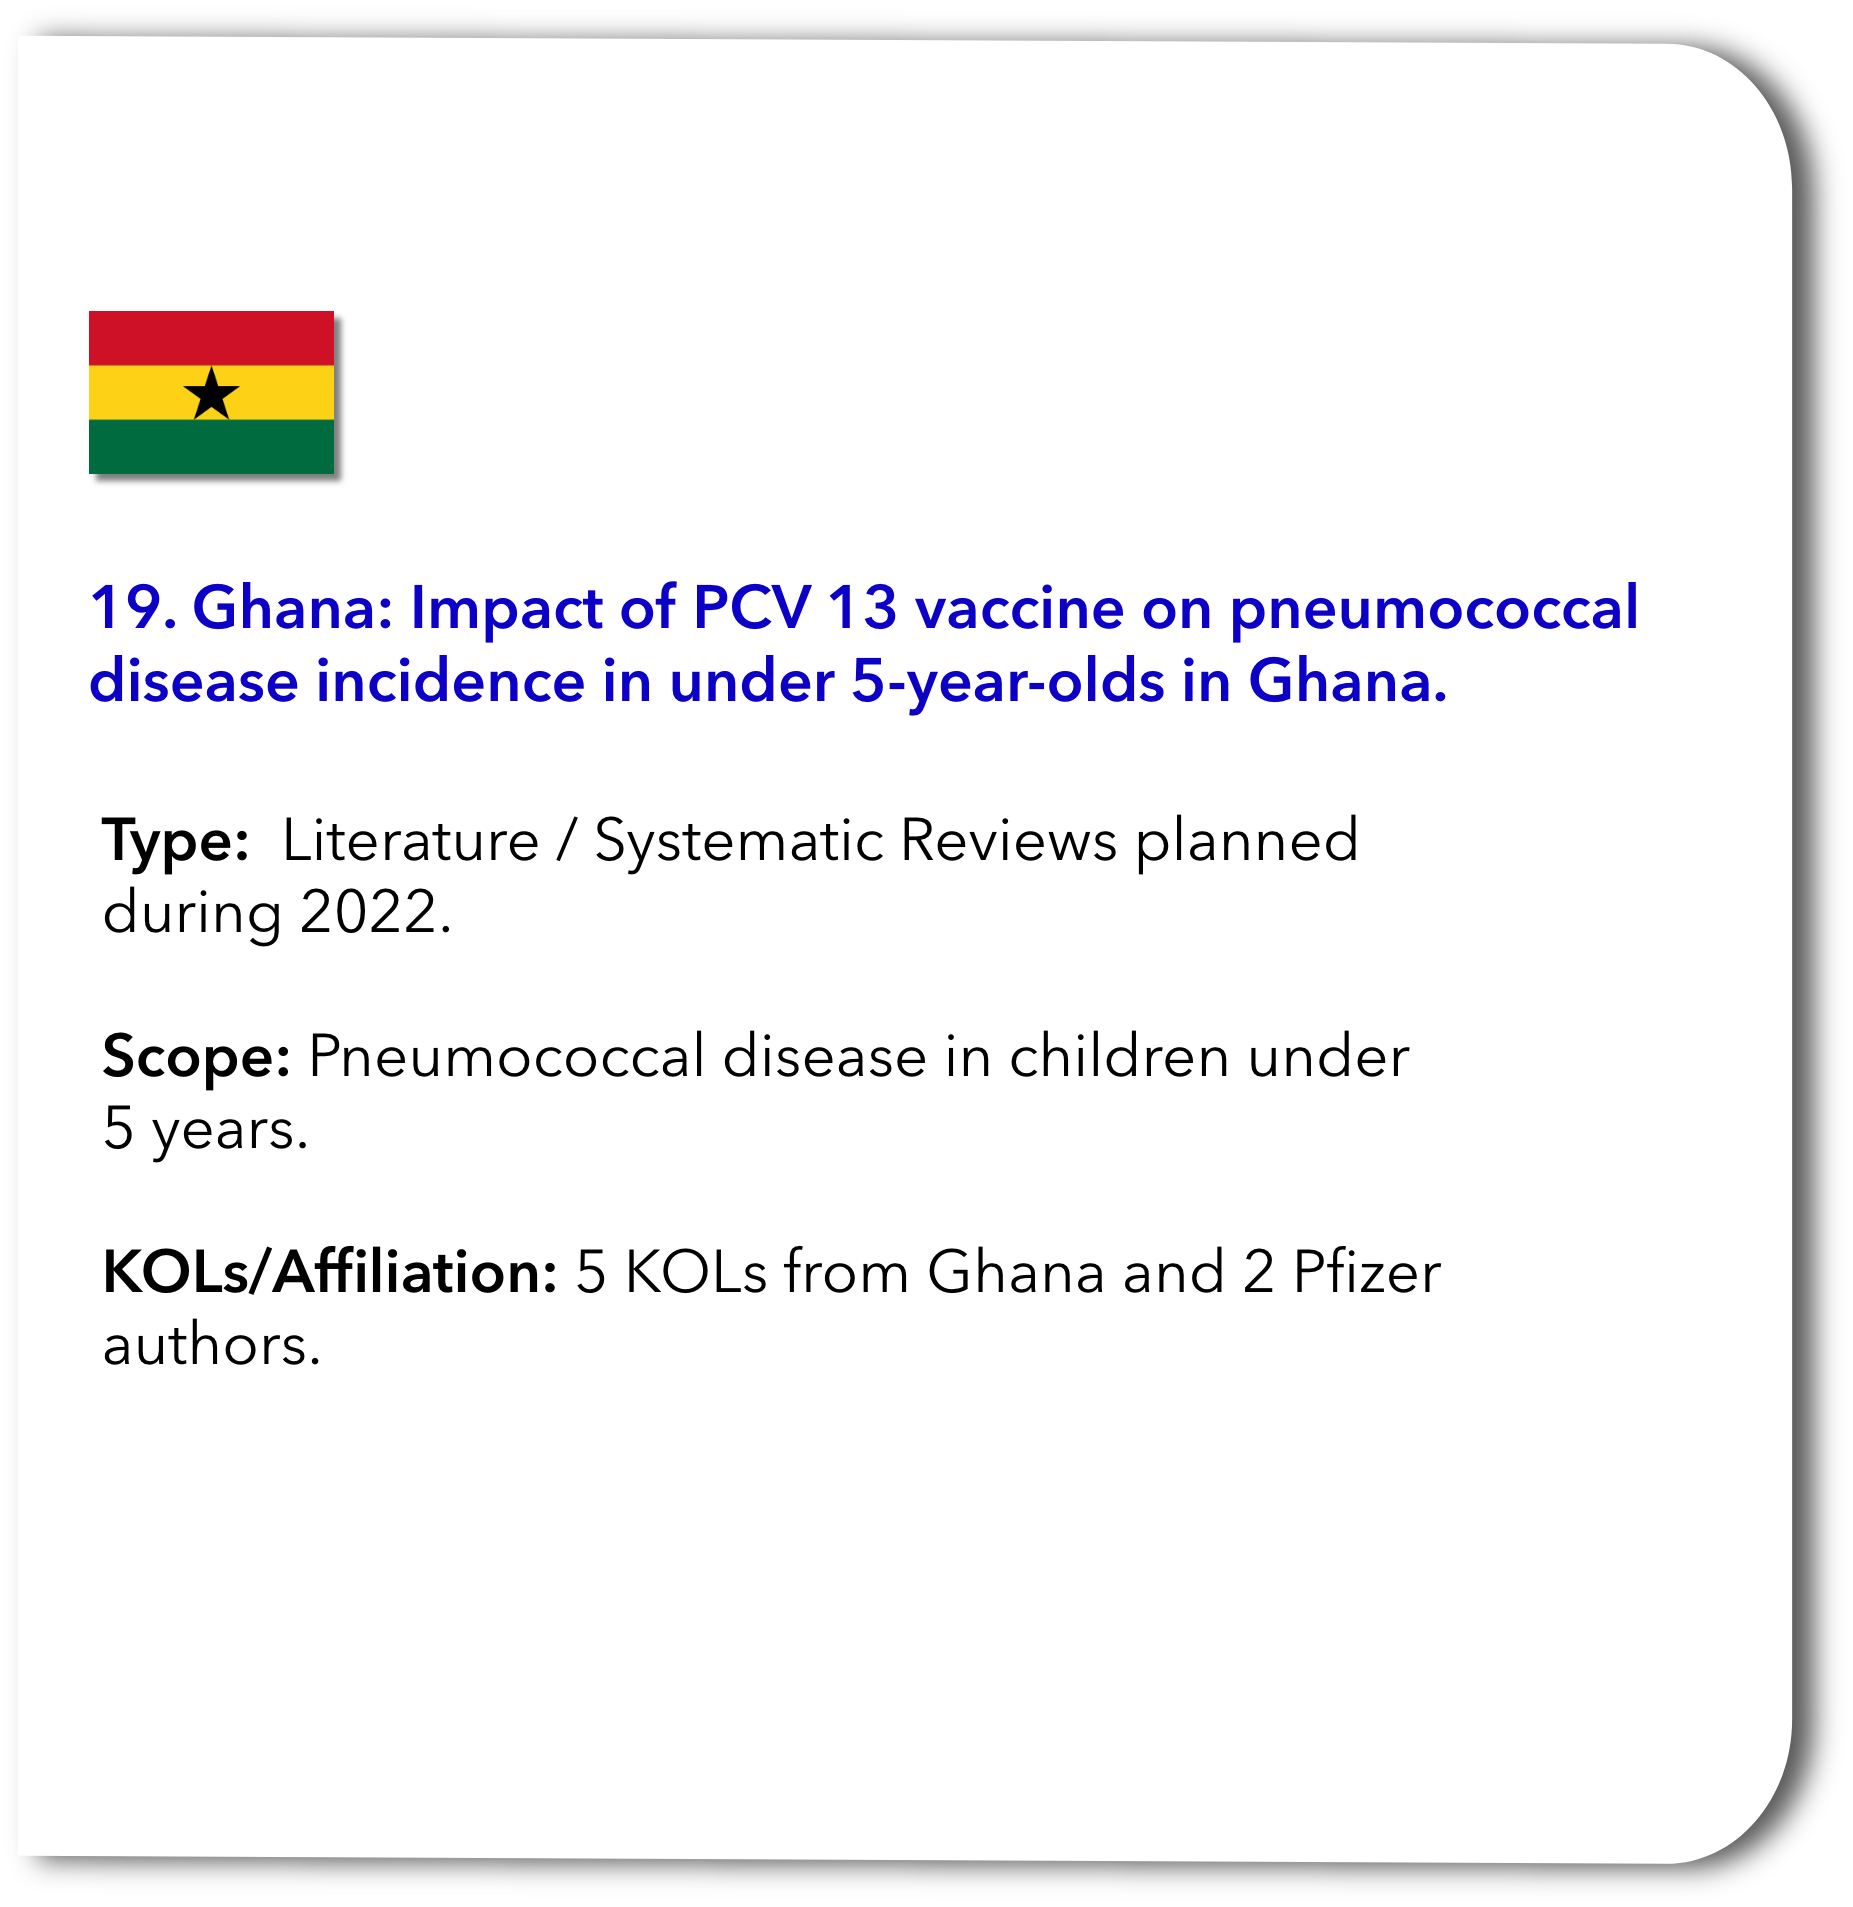 19. Ghana: Impact of PCV 13 vaccine on pneumococcal
disease incidence in under 5-year-olds in Ghana.
Type:  Literature / Systematic Reviews planned
during 2022.
Scope: Pneumococcal disease in children under
5 years.
KOLs/Affiliation: 5 KOLs from Ghana and 2 Pfizer
authors.